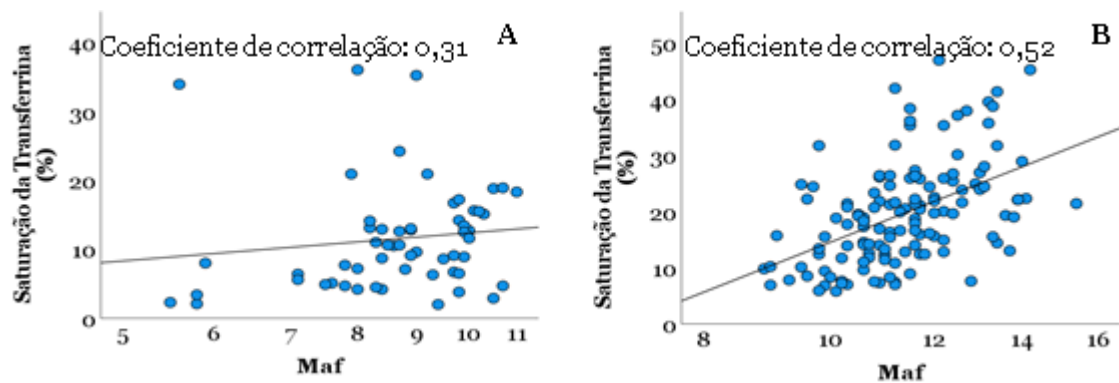 Coeficiente de correlação: 0,31 A
Saturação da Transferrina
(%)
40
30
20
10
0
5 6 7 8 9 10 11
Maf
Coeficiente de correlação: 0,52 B
Saturação da Transferrina
(%)
50
40
30
20
10
0
8 10 12 14 16
Maf